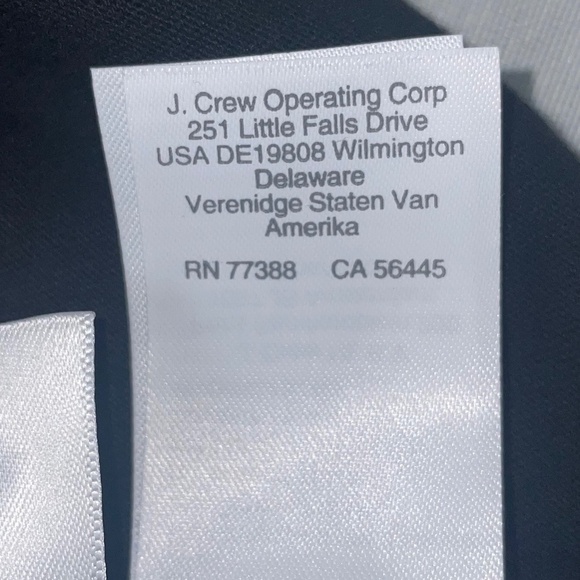 J. Crew Operating Corp
251 Little Falls Drive
USA DE19808 Wilmington
Delaware
Verenidge Staten Van
Amerika
RN 77388 CA 56445